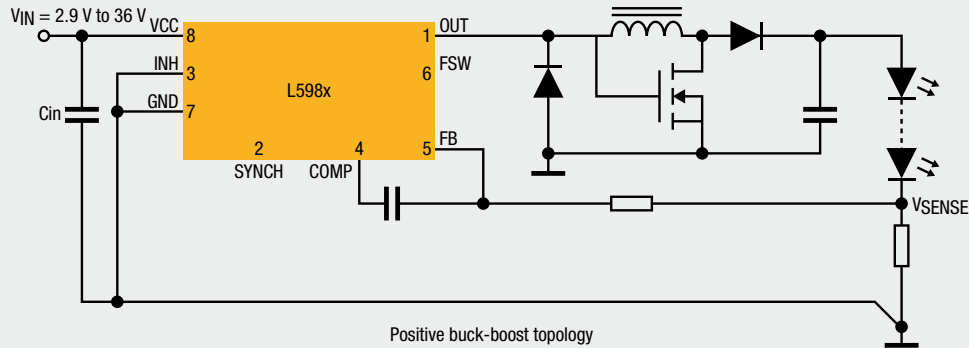 VIN = 2.9 V to 36 V
VCC
8
1
OUT
INH
3
6
FSW
GND
7
L598x
Cin
2
SYNCH
4
COMP
5
FB
VSENSE
Positive buck-boost topology